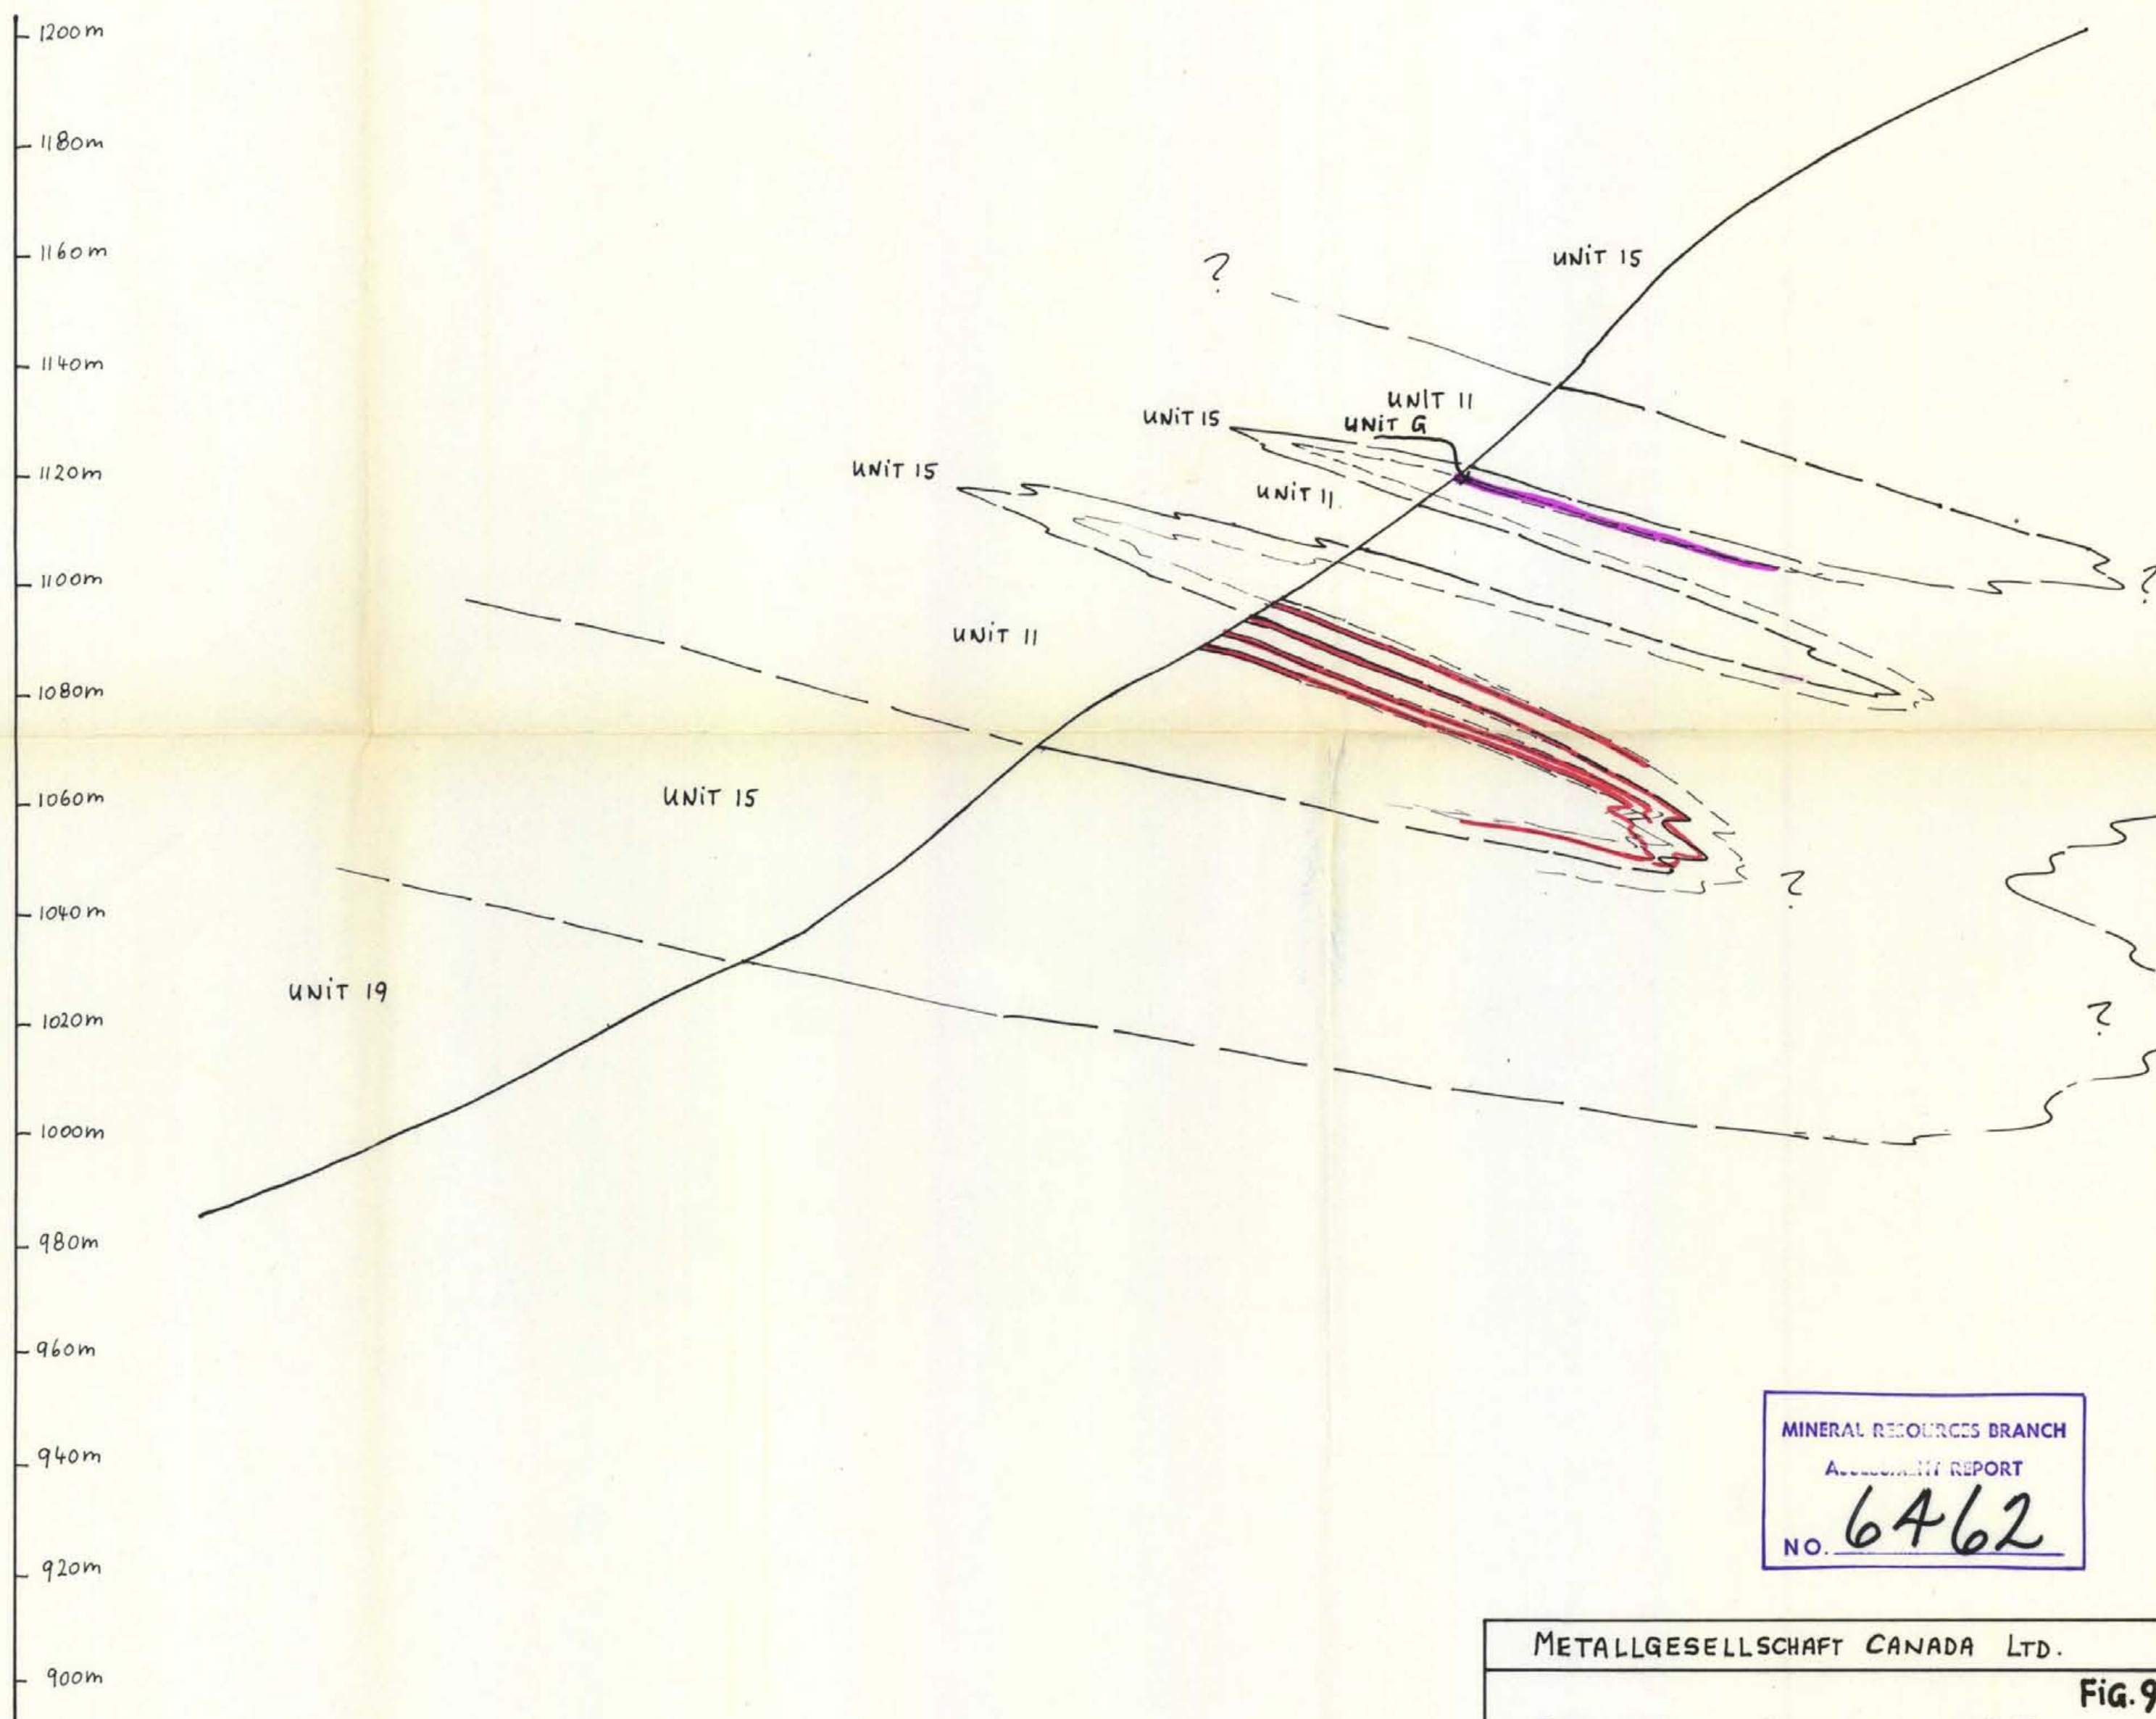 1200m
1180m
1160m
1140m
1120m
1100m
1080m
1060m
1040m
1020m
1000m
980m
960m
940m
920m
900m
?
UNiT 15
UNIT 11
UNiT G
UNiT 15
UNiT 15
UNiT 11
?
UNiT 11
UNiT 15
?
UNiT 19
?
MINERAL RESOURCES BRANCH
ASSESSMENT REPORT
NO. 6462
METALLGESELLSCHAFT CANADA LTD.
FiG. 9